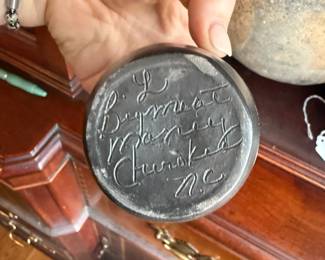 L
Bigmeat
Maney
Cherokee
N.C.